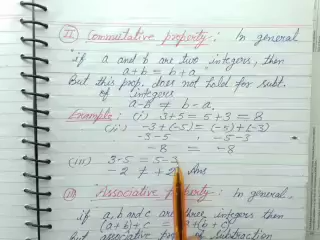 II Commutative property:- In general
if a and b are two integers, then
a+b = b+a.
But this prop. does not hold for subt.
of integers
a-b ≠ b-a.
Example: (i) 3+5 = 5+3 = 8
(ii) -3+(-5) = (-5)+(-3)
-3-5 -5-3
-8 = -8
(iii) 3-5 = 5-3
-2 ≠ +2 Ans
III Associative property:- In general
if a, b and c are three integers then
(a+b)+c =
But associative of subtraction